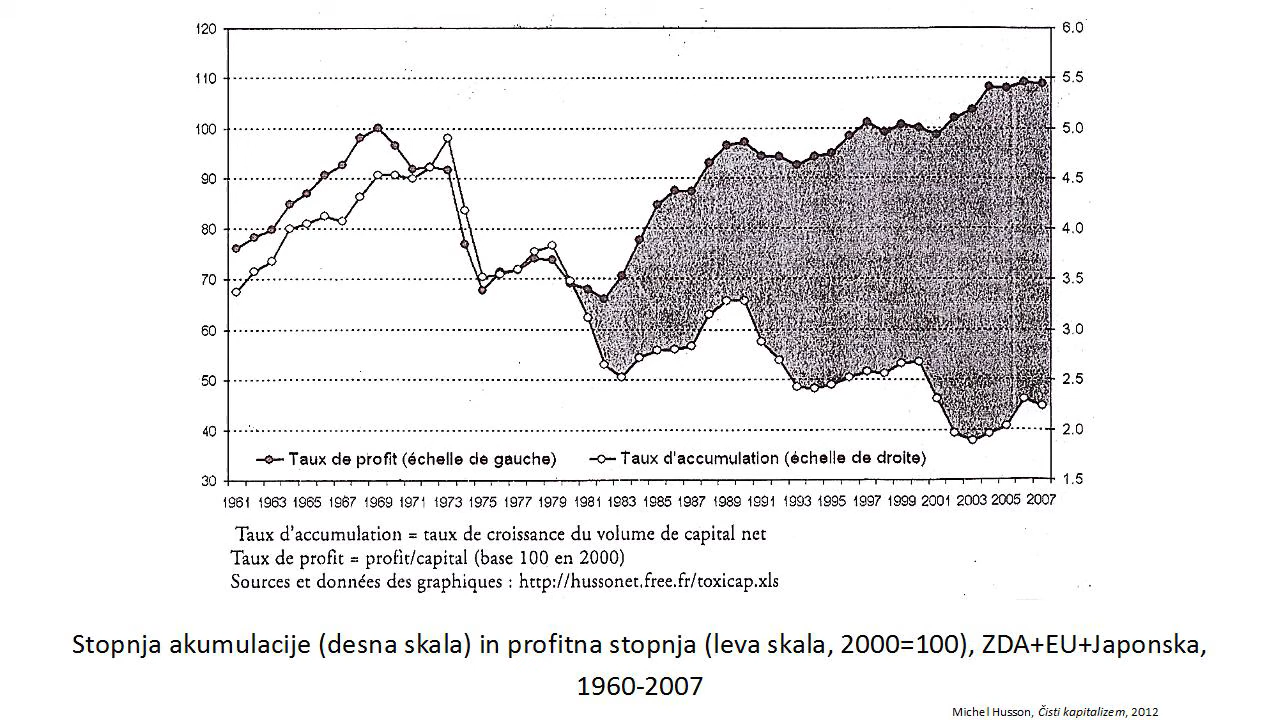 120 6.0
110 5.5
100 5.0
90 4.5
80 4.0
70 3.5
60 3.0
50 2.5
40 2.0
30 1.5
Taux de profit (échelle de gauche) Taux d'accumulation (échelle de droite)
1961 1963 1965 1967 1969 1971 1973 1975 1977 1979 1981 1983 1985 1987 1989 1991 1993 1995 1997 1999 2001 2003 2005 2007
Taux d'accumulation = taux de croissance du volume de capital net
Taux de profit = profit/capital (base 100 en 2000)
Sources et données des graphiques : http://hussonet.free.fr/toxicap.xls
Stopnja akumulacije (desna skala) in profitna stopnja (leva skala, 2000=100), ZDA+EU+Japonska,
1960-2007
Michel Husson, Čisti kapitalizem, 2012